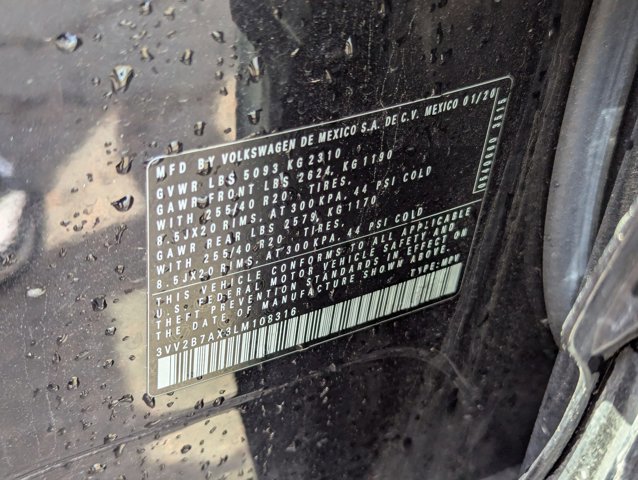 MFD BY VOLKSWAGEN DE MEXICO S.A. DE C.V. MEXICO 01/20
GVWR LBS 5093 KG 2310
GAWR FRONT LBS 2624, KG 1190
WITH 255/40 R20 TIRES.
8.5JX20 RIMS. AT 300 KPA. 44 PSI COLD
GAWR REAR LBS 2579, KG 1170
WITH 255/40 R20 TIRES.
8.5JX20 RIMS. AT 300 KPA. 44 PSI COLD
THIS VEHICLE CONFORMS TO ALL APPLICABLE
U.S. FEDERAL MOTOR VEHICLE SAFETY AND
THEFT PREVENTION STANDARDS IN EFFECT ON
THE DATE OF MANUFACTURE SHOWN ABOVE.
3VV2B7AX3LM108316 TYPE: MPV